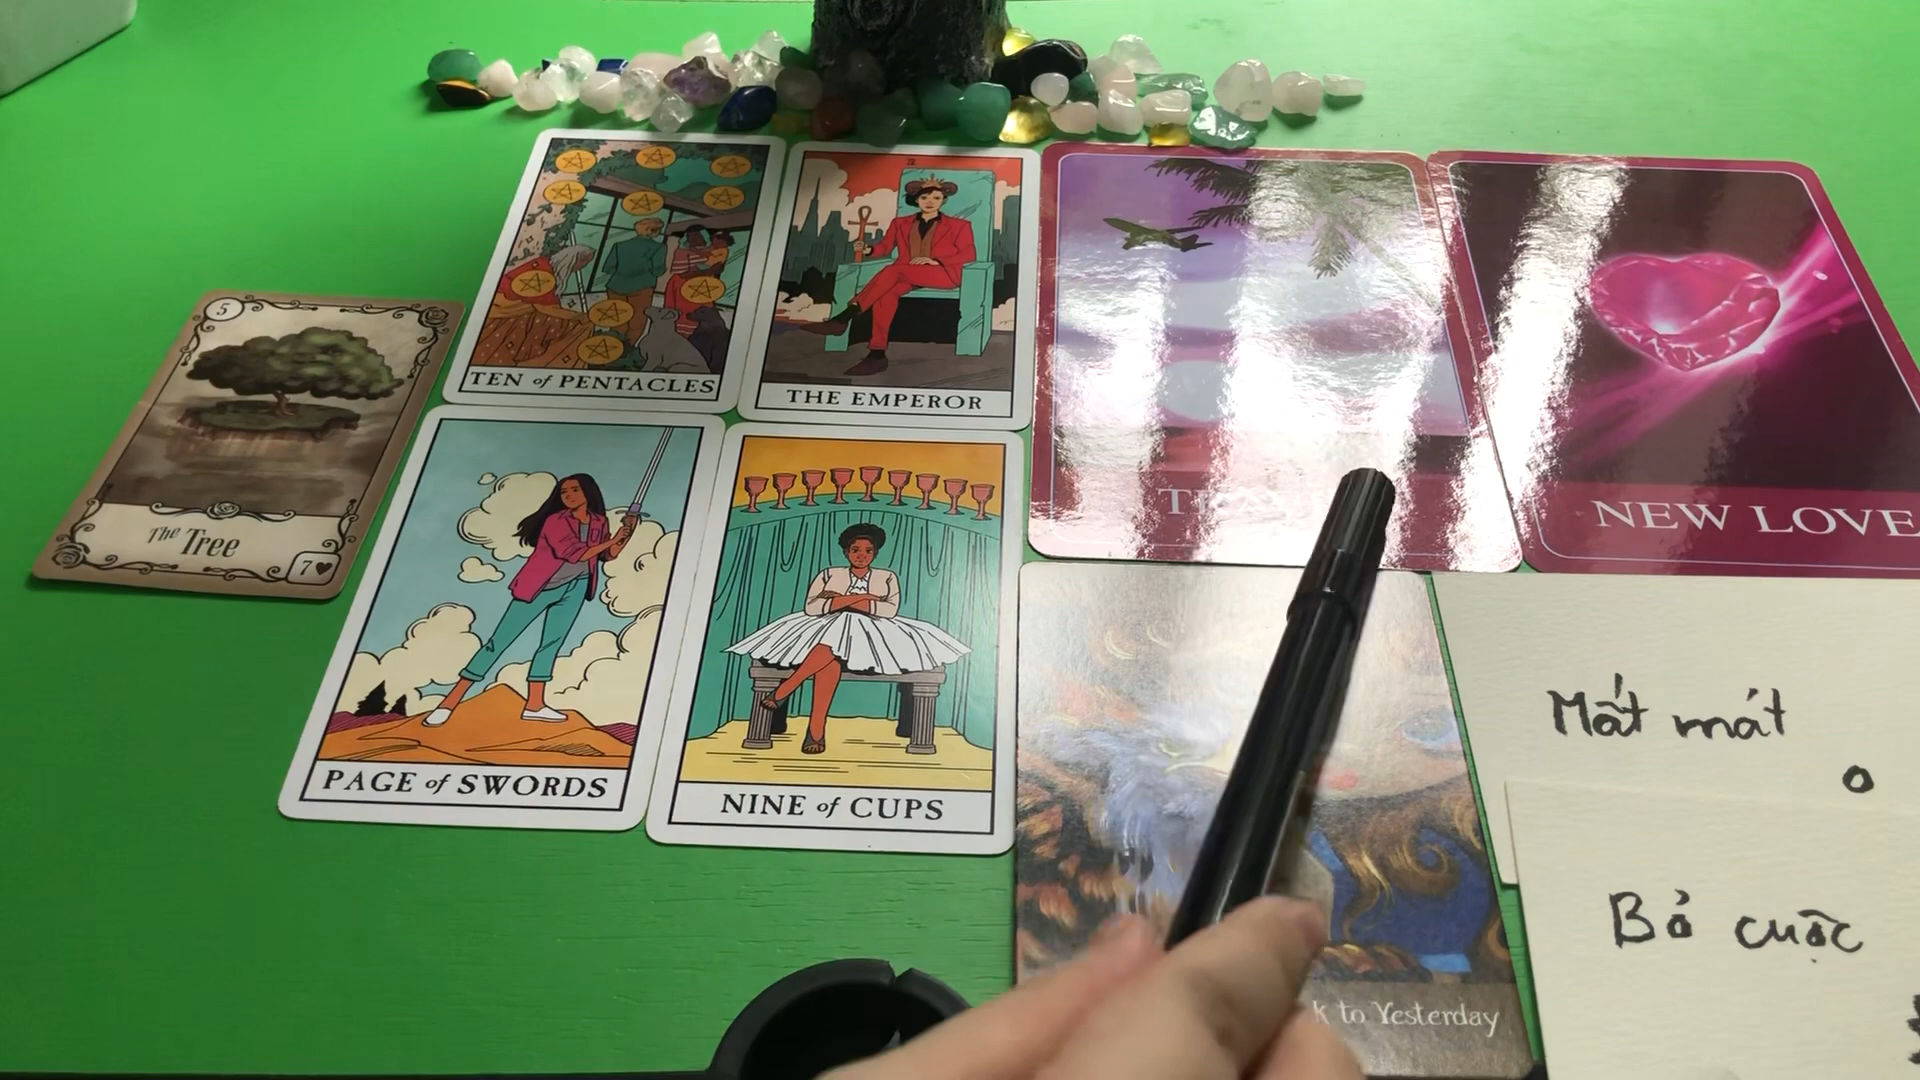 5
The Tree
7♥
TEN of PENTACLES
IV
THE EMPEROR
PAGE of SWORDS
NINE of CUPS
NEW LOVE
k to Yesterday
Mất mát
Bỏ cuộc